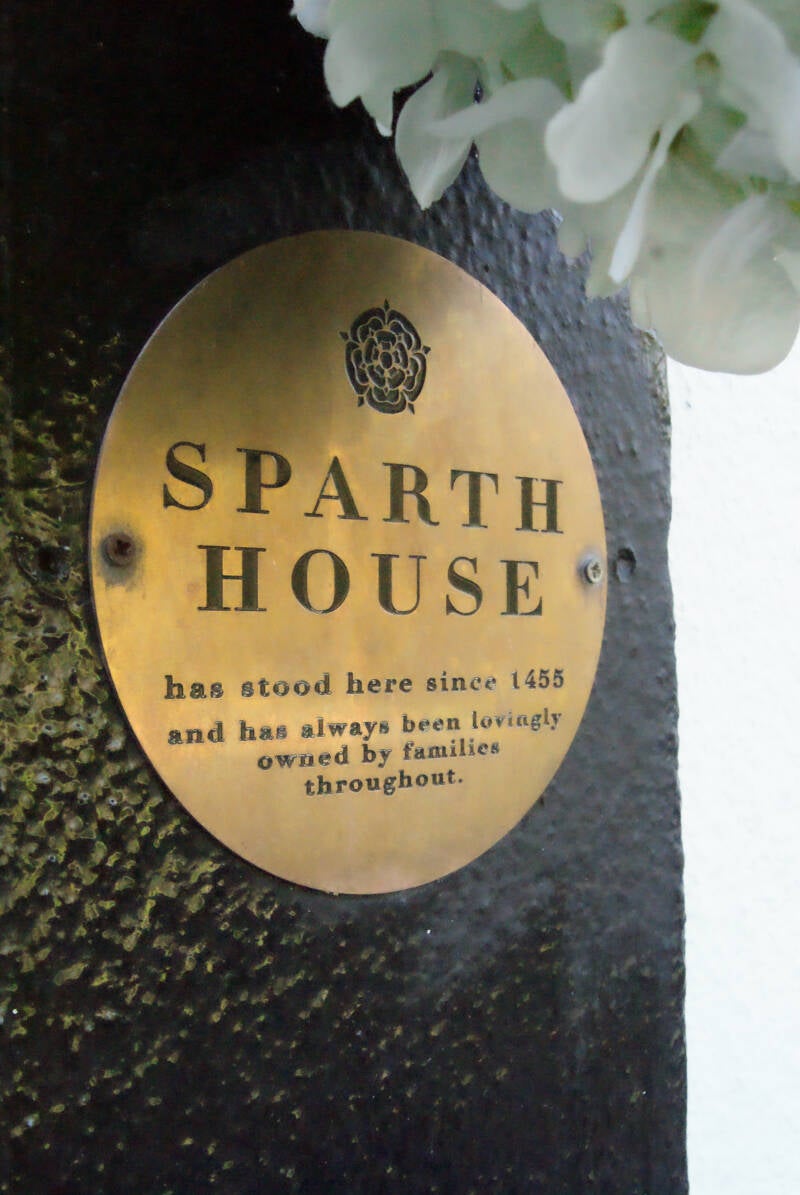 SPARTH
HOUSE
has stood here since 1455
and has always been lovingly
owned by families
throughout.